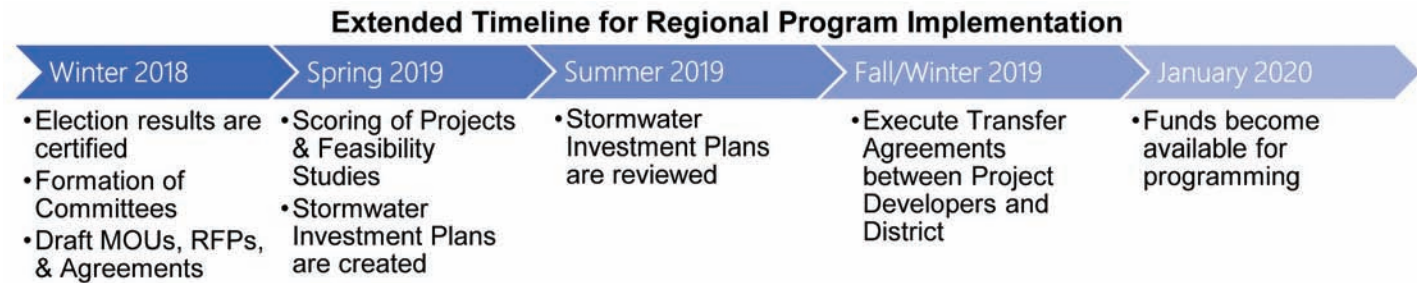 Extended Timeline for Regional Program Implementation
Winter 2018
•Election results are
certified
•Formation of
Committees
•Draft MOUs, RFPs,
& Agreements
Spring 2019
•Scoring of Projects
& Feasibility
Studies
•Stormwater
Investment Plans
are created
Summer 2019
•Stormwater
Investment Plans
are reviewed
Fall/Winter 2019
•Execute Transfer
Agreements
between Project
Developers and
District
January 2020
•Funds become
available for
programming